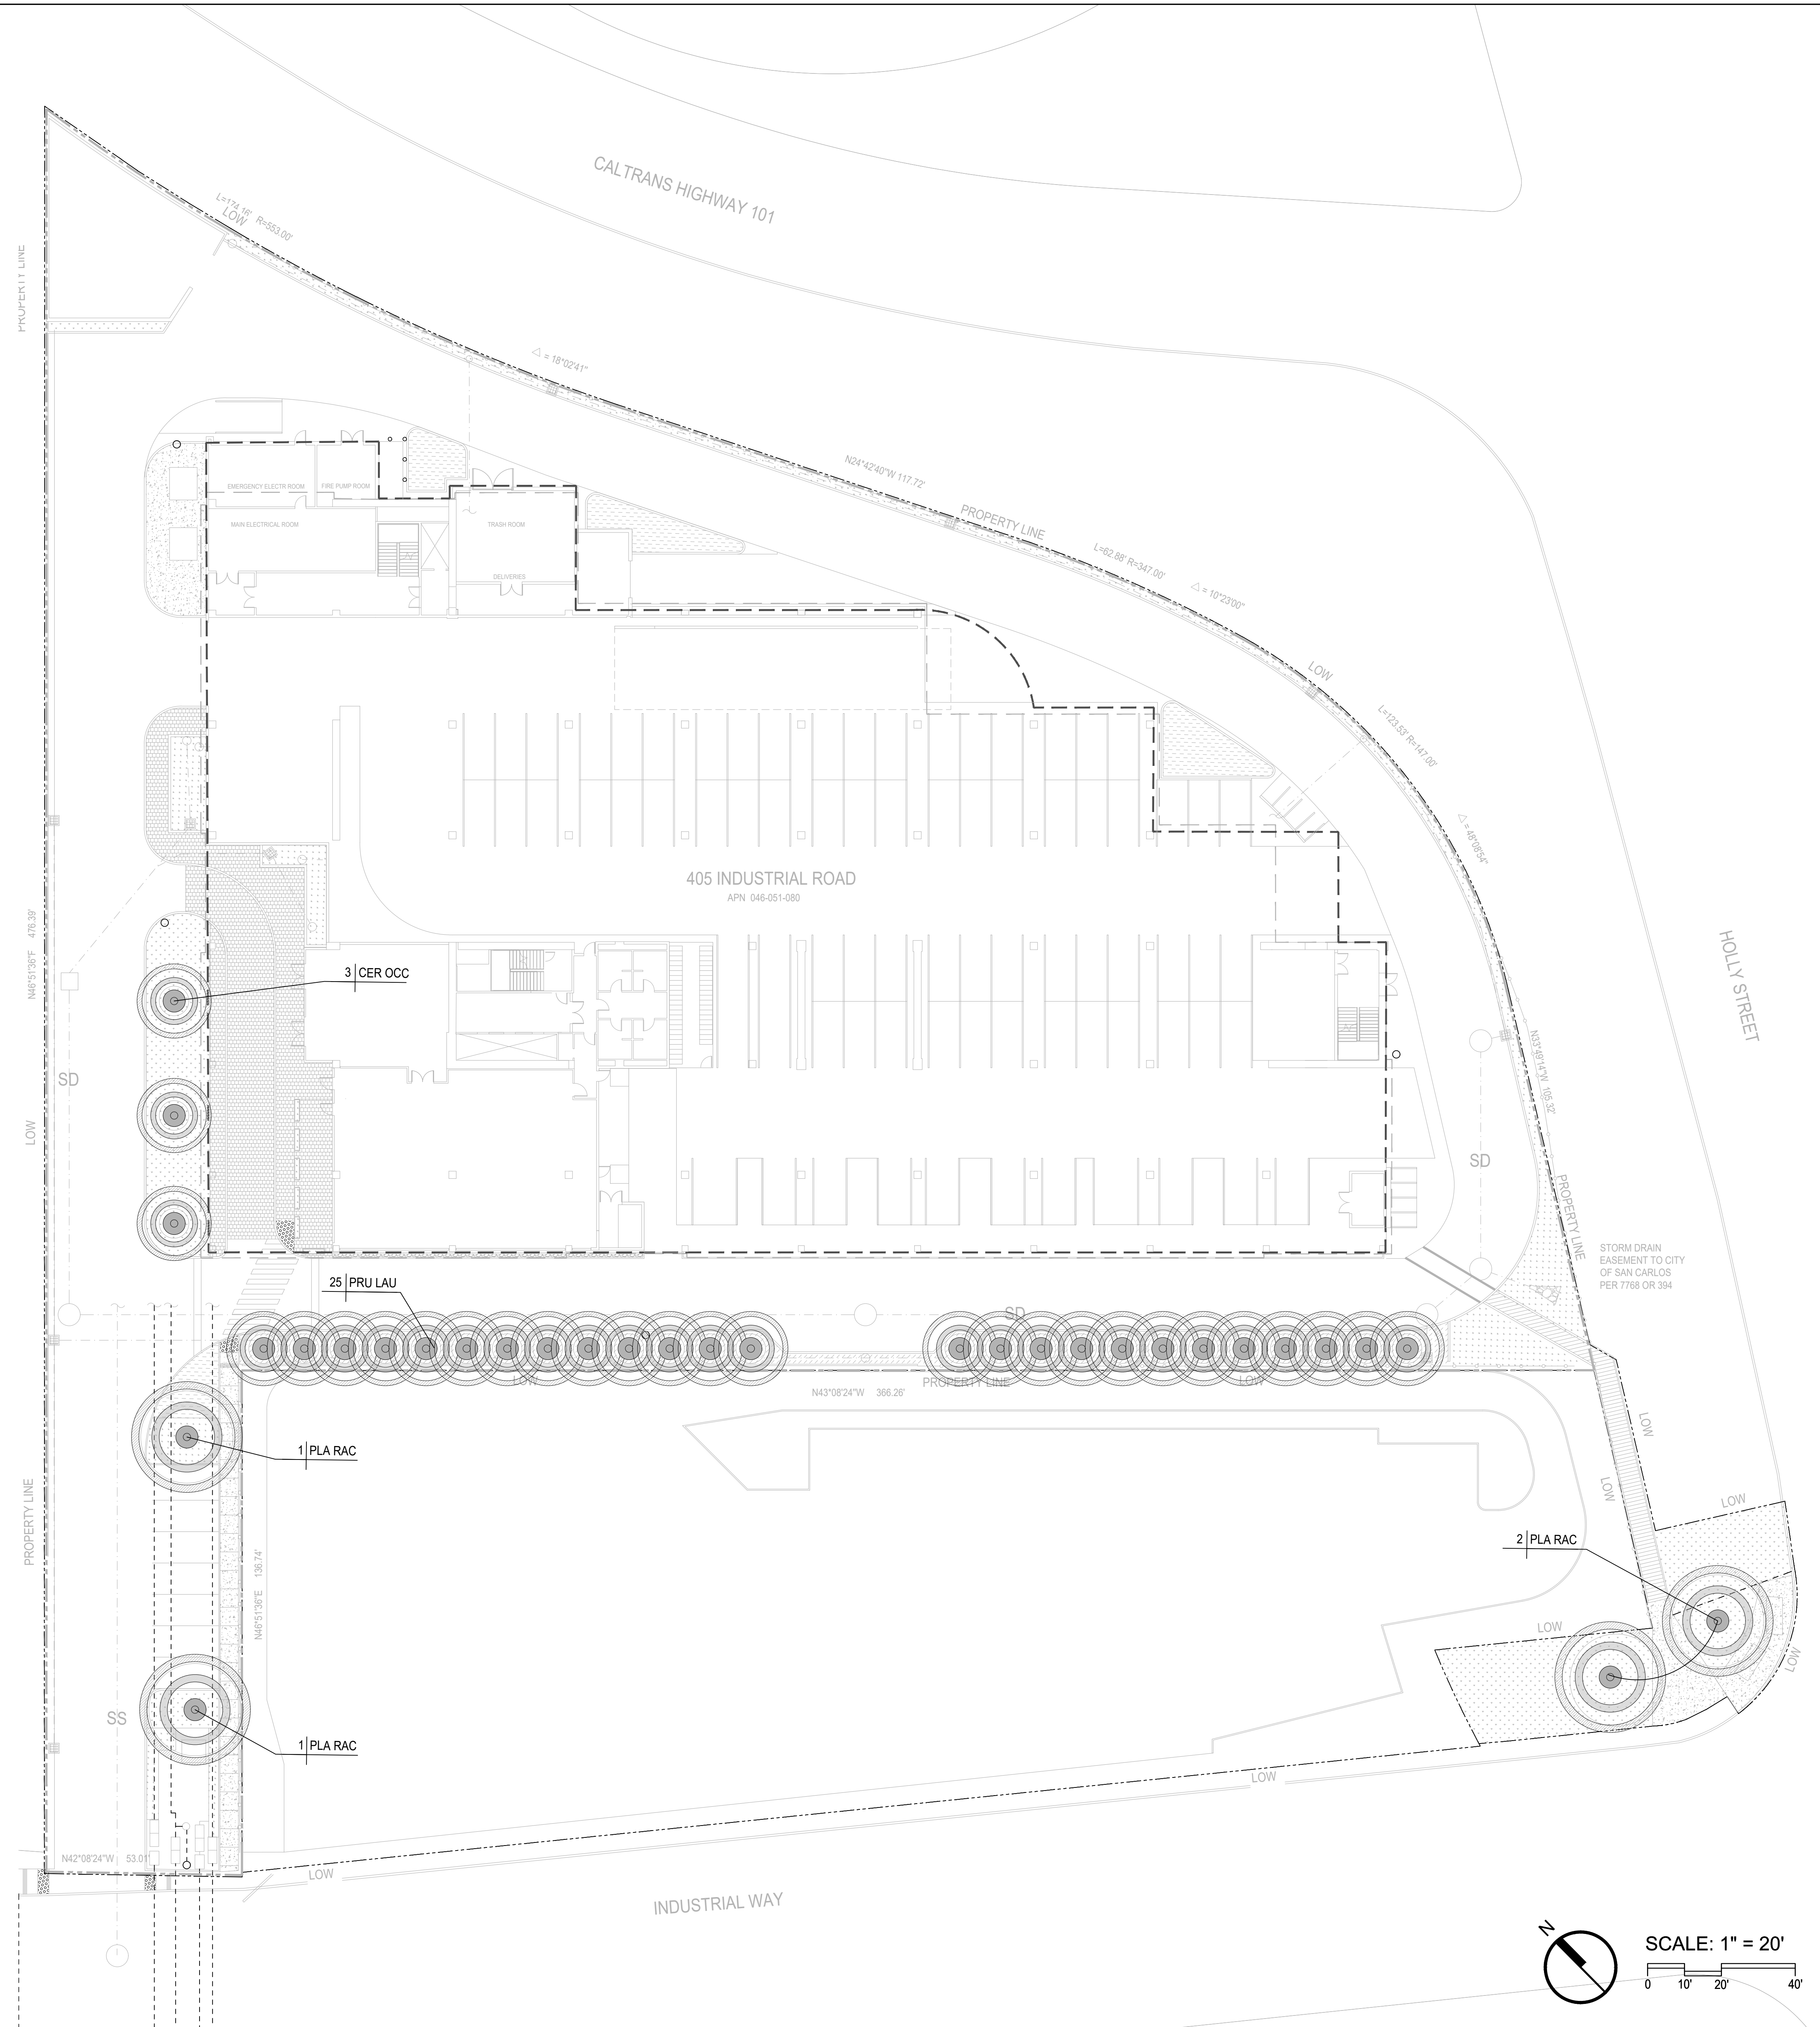 CALTRANS HIGHWAY 101
L=174.16' R=553.00'
LOW
PROPERTY LINE
△ = 18°02'41"
N24°42'40"W 117.72'
PROPERTY LINE
EMERGENCY ELECTR ROOM
FIRE PUMP ROOM
MAIN ELECTRICAL ROOM
TRASH ROOM
DELIVERIES
L=62.88' R=347.00'
△ = 10°23'00"
LOW
L=123.53' R=147.00'
△ = 48°08'54"
405 INDUSTRIAL ROAD
APN 046-051-080
HOLLY STREET
N46°51'36"F 476.39'
3 CER OCC
SD
LOW
N33°49'14"W 105.32'
SD
PROPERTY LINE
STORM DRAIN
EASEMENT TO CITY
OF SAN CARLOS
PER 7768 OR 394
25 PRU LAU
SD
LOW
PROPERTY LINE
LOW
N43°08'24"W 366.26'
1 PLA RAC
LOW
LOW
LOW
PROPERTY LINE
N46°51'36"E 136.74'
2 PLA RAC
LOW
LOW
SS
1 PLA RAC
LOW
N42°08'24"W 53.01'
LOW
INDUSTRIAL WAY
N
SCALE: 1" = 20'
0 10' 20' 40'